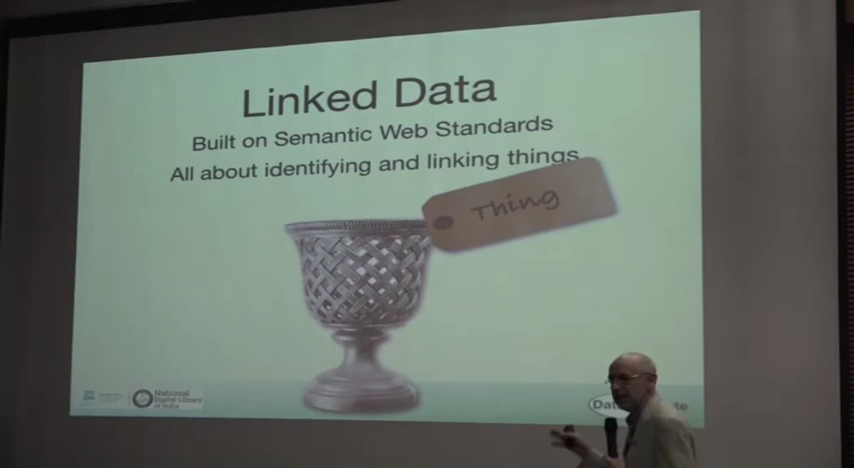 Linked Data
Built on Semantic Web Standards
All about identifying and linking things
Thing
National
Digital Library
of India
Dat